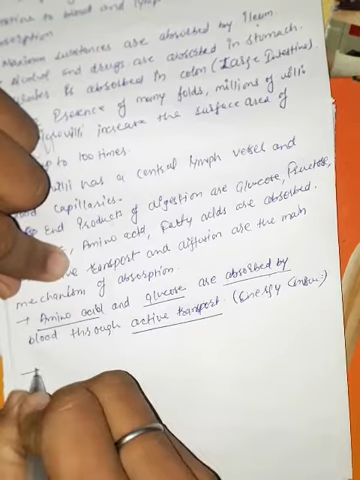 to blood and lymph
Maximum substances are absorbed by Ileum.
Alcohol and drugs are absorbed in stomach.
is absorbed in colon (Large Intestine).
Presence of many folds, millions of villi
increase the surface area of
up to 100 times.
villi has a central lymph vessel and
capillaries.
End Products of digestion are Glucose, Fructose,
Amino acid, Fatty acids are absorbed.
transport and diffusion are the main
mechanism of absorption.
→ Amino acid and glucose are absorbed by
blood through active transport. (Energy